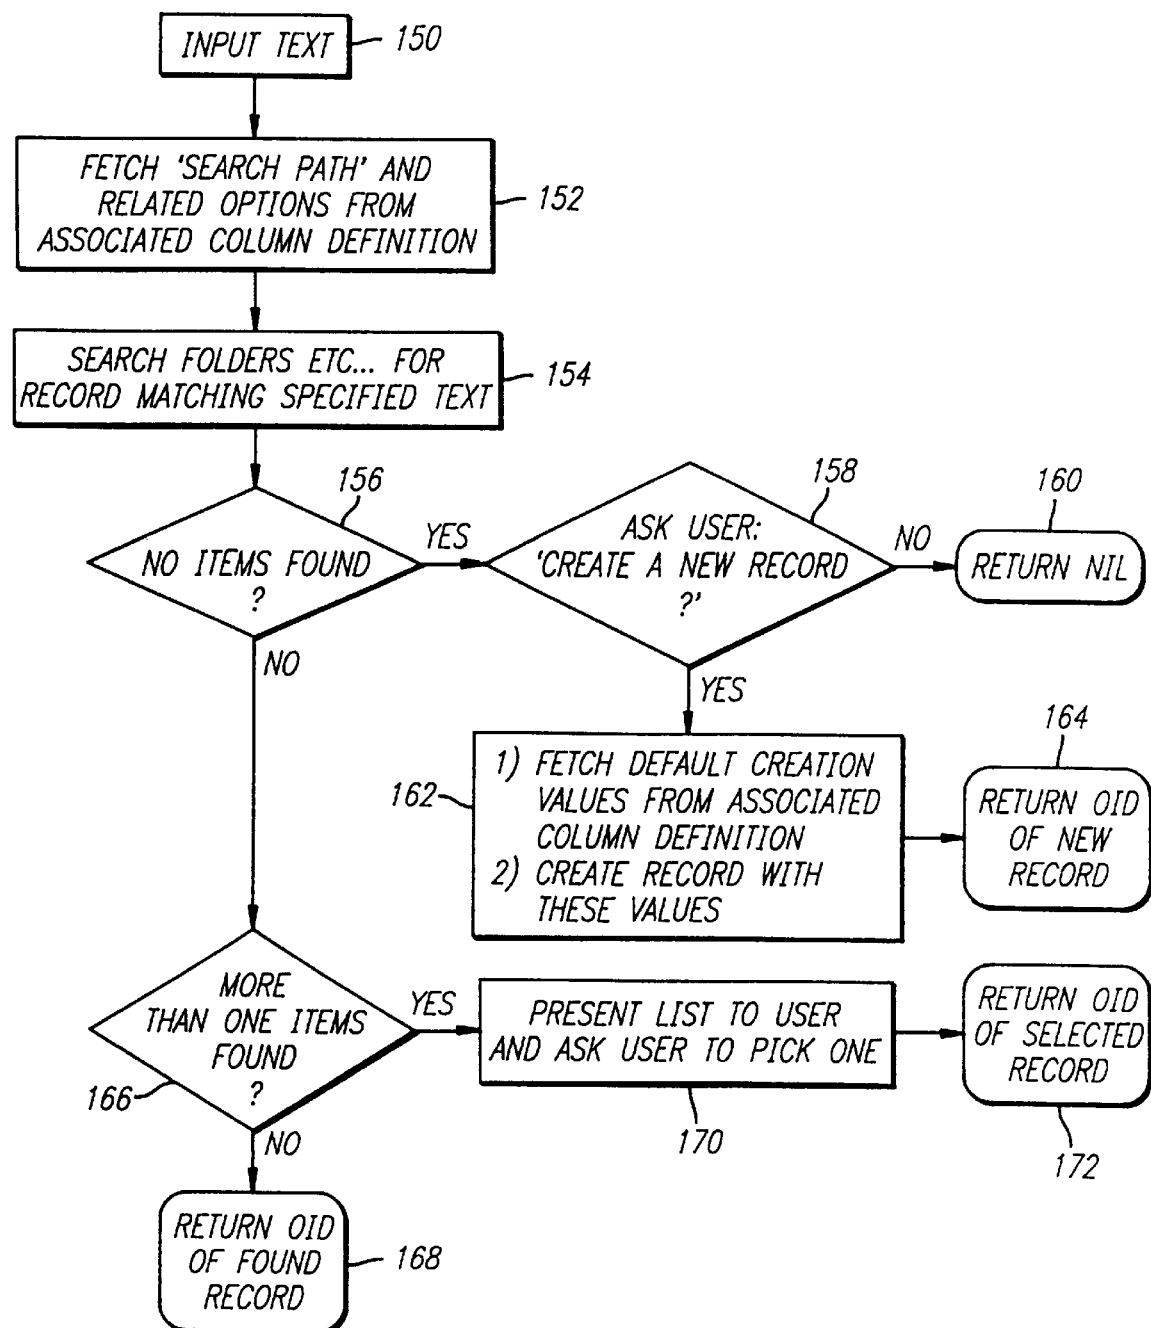 INPUT TEXT
150
FETCH 'SEARCH PATH' AND
RELATED OPTIONS FROM
ASSOCIATED COLUMN DEFINITION
152
SEARCH FOLDERS ETC... FOR
RECORD MATCHING SPECIFIED TEXT
154
156
NO ITEMS FOUND
?
YES
NO
158
ASK USER:
'CREATE A NEW RECORD
?'
NO
YES
160
RETURN NIL
162
1) FETCH DEFAULT CREATION
VALUES FROM ASSOCIATED
COLUMN DEFINITION
2) CREATE RECORD WITH
THESE VALUES
164
RETURN OID
OF NEW
RECORD
MORE
THAN ONE ITEMS
FOUND
?
166
YES
NO
PRESENT LIST TO USER
AND ASK USER TO PICK ONE
170
RETURN OID
OF SELECTED
RECORD
172
RETURN OID
OF FOUND
RECORD
168